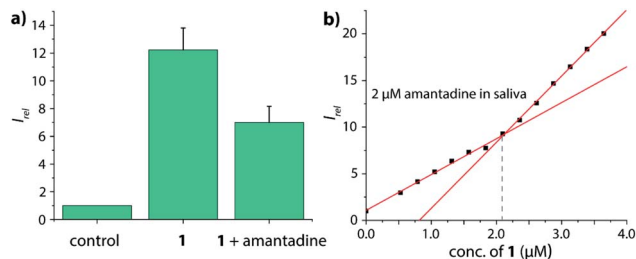 a)
I_rel
14
12
10
8
6
4
2
0
control
1
1 + amantadine
b)
I_rel
20
15
10
5
0
2 μM amantadine in saliva
0.0 1.0 2.0 3.0 4.0
conc. of 1 (μM)